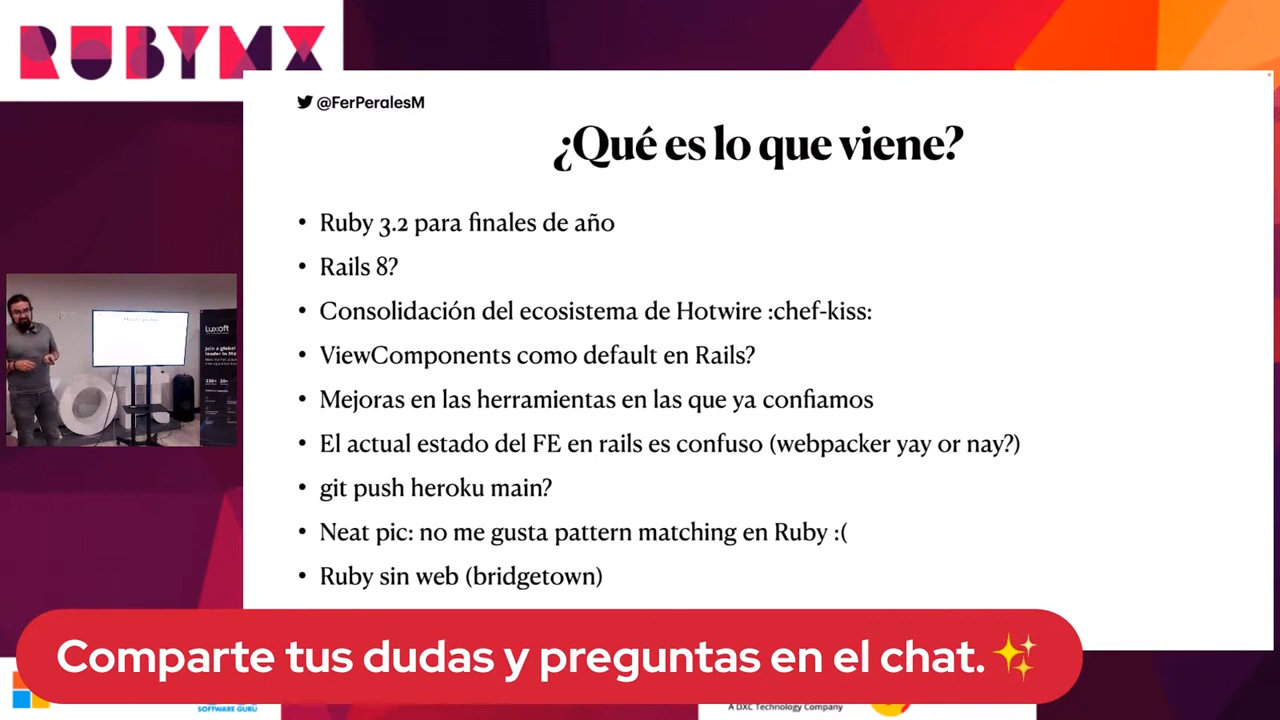 RUBYMX
@FerPeralesM
¿Qué es lo que viene?
• Ruby 3.2 para finales de año
• Rails 8?
• Consolidación del ecosistema de Hotwire :chef-kiss:
• ViewComponents como default en Rails?
• Mejoras en las herramientas en las que ya confiamos
• El actual estado del FE en rails es confuso (webpacker yay or nay?)
• git push heroku main?
• Neat pic: no me gusta pattern matching en Ruby :(
• Ruby sin web (bridgetown)
Luxoft
Comparte tus dudas y preguntas en el chat.✨
SOFTWARE GURU
A DXC Technology Company